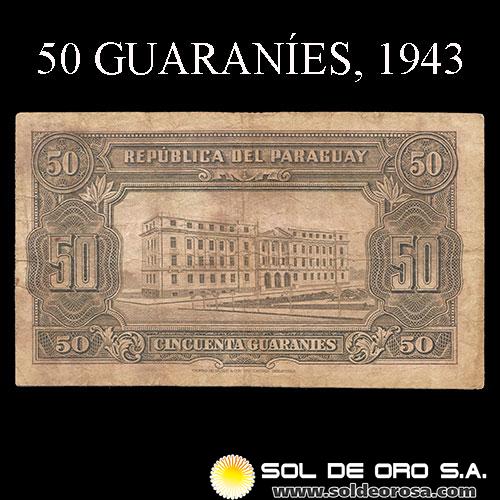 50 GUARANÍES, 1943
50 REPÚBLICA DEL PARAGUAY 50
50 50
50 CINCUENTA GUARANIES 50
SOL DE ORO S.A.
www.soldeorosa.com